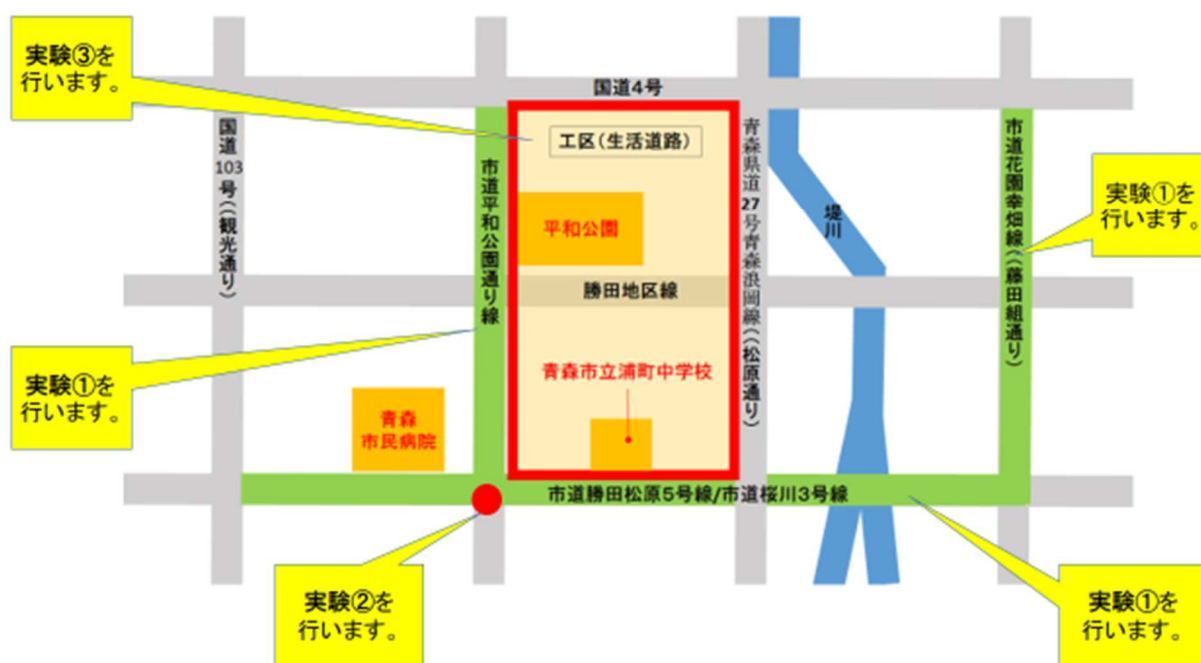 実験③を
行います。
国道4号
工区(生活道路)
国道103号((観光通り)
市道平和公園通り線
青森県道27号青森浪岡線((松原通り)
堤川
市道花園幸畑線((藤田組通り)
実験①を
行います。
平和公園
勝田地区線
実験①を
行います。
青森市立浦町中学校
青森
市民病院
市道勝田松原5号線/市道桜川3号線
実験②を
行います。
実験①を
行います。